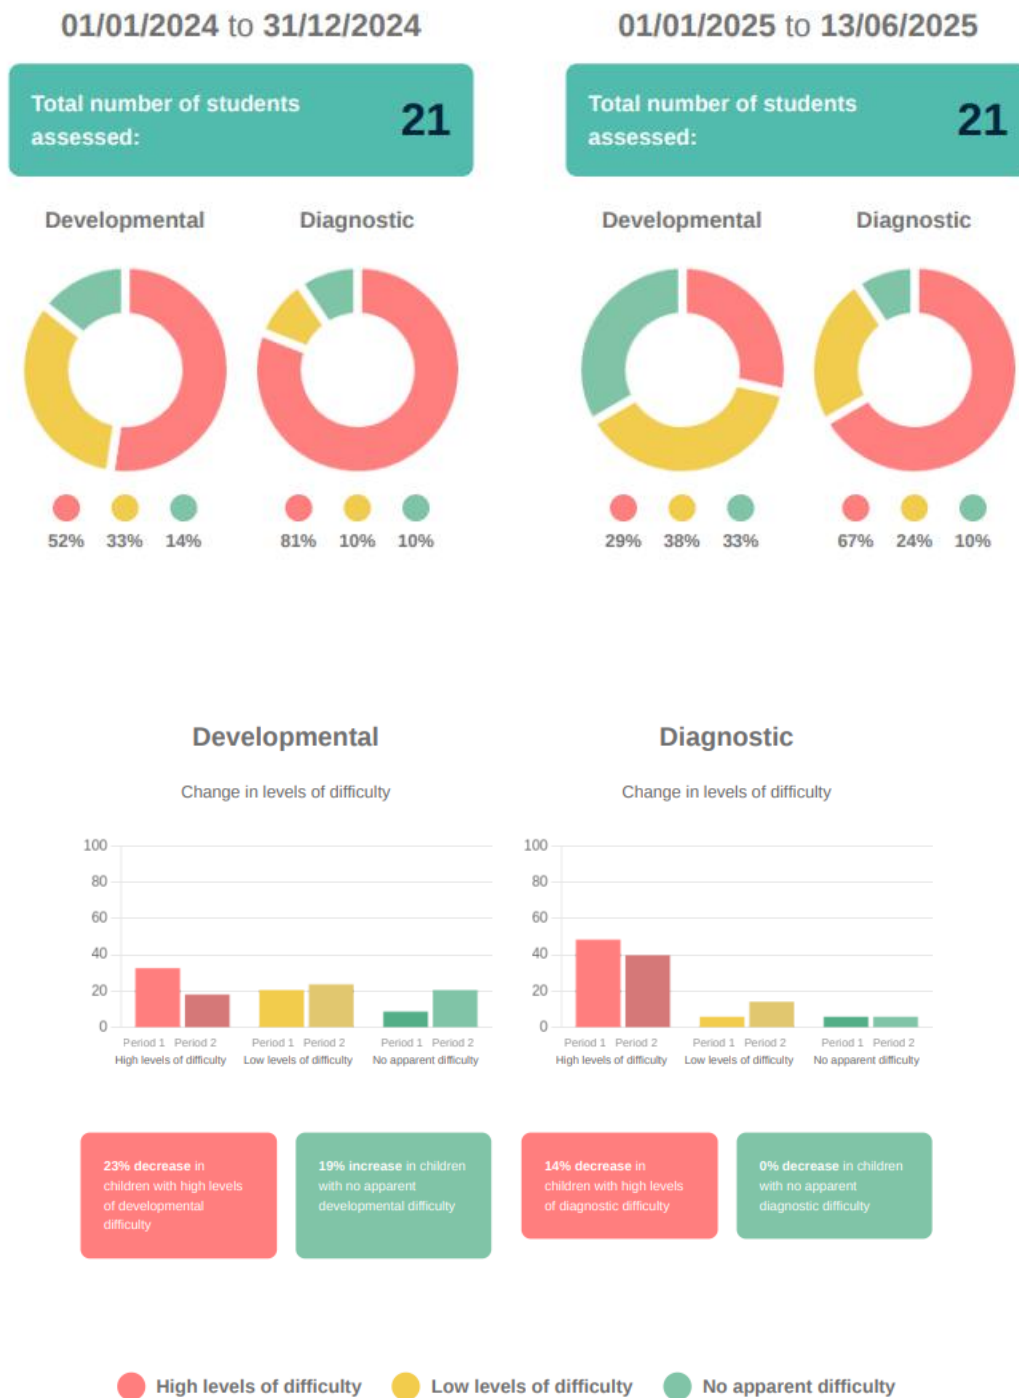 01/01/2024 to 31/12/2024
Total number of students
assessed:
21
Developmental
Diagnostic
52% 33% 14%
81% 10% 10%
01/01/2025 to 13/06/2025
Total number of students
assessed:
21
Developmental
Diagnostic
29% 38% 33%
67% 24% 10%
Developmental
Change in levels of difficulty
100
80
60
40
20
0
Period 1 Period 2 Period 1 Period 2 Period 1 Period 2
High levels of difficulty Low levels of difficulty No apparent difficulty
23% decrease in
children with high levels
of developmental
difficulty
19% increase in children
with no apparent
developmental difficulty
Diagnostic
Change in levels of difficulty
100
80
60
40
20
0
Period 1 Period 2 Period 1 Period 2 Period 1 Period 2
High levels of difficulty Low levels of difficulty No apparent difficulty
14% decrease in
children with high levels
of diagnostic difficulty
0% decrease in children
with no apparent
diagnostic difficulty
High levels of difficulty Low levels of difficulty No apparent difficulty